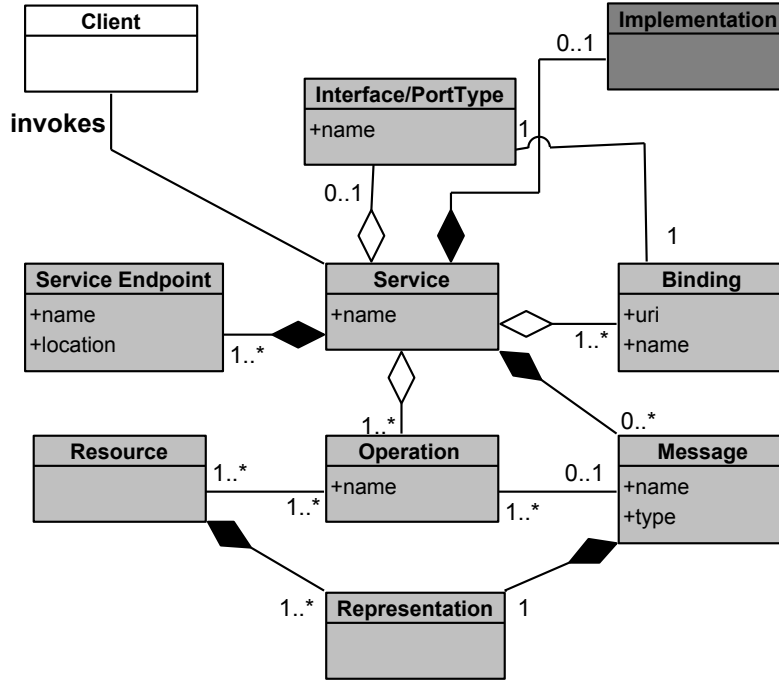 Client
Implementation
0..1
Interface/PortType
+name
1
invokes
0..1
1
Service Endpoint
+name
+location
Service
+name
Binding
+uri
+name
1..*
1..*
1..*
0..*
Resource
Operation
+name
Message
+name
+type
1..*
1..*
0..1
1..*
1..*
Representation
1